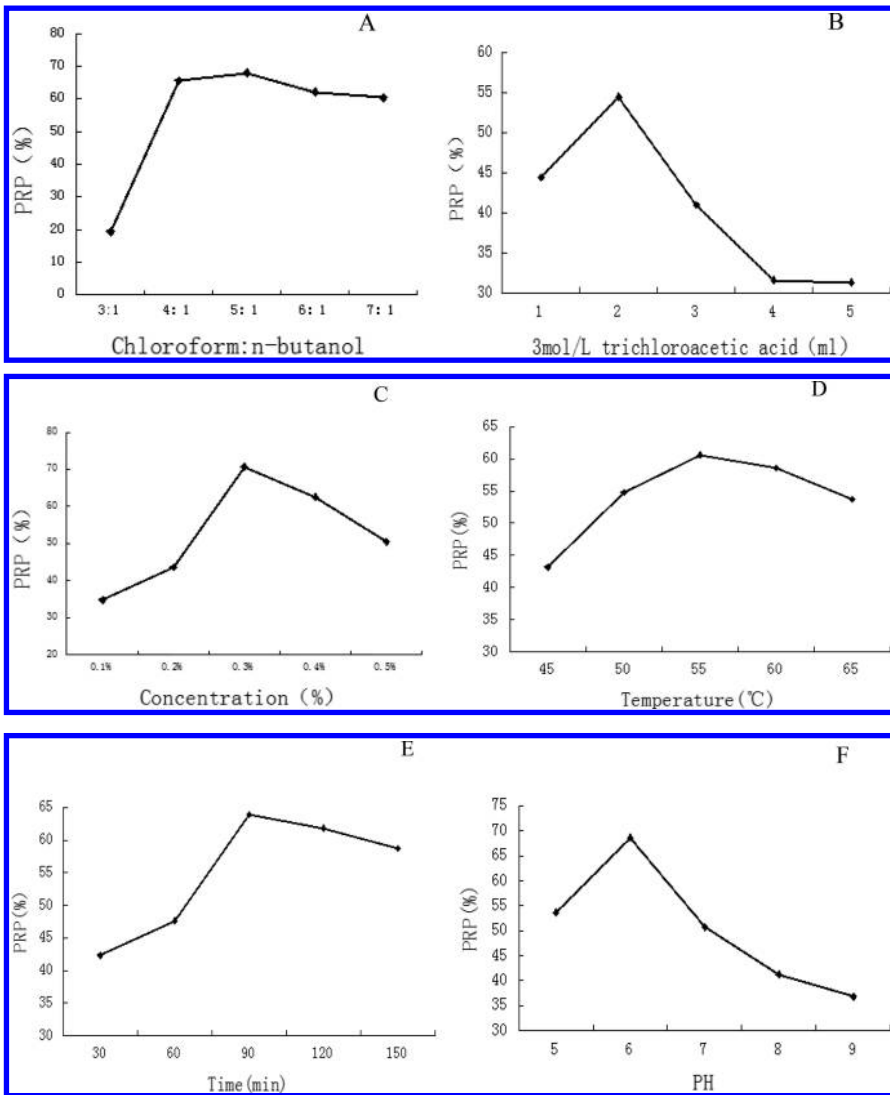 A
PRP (%)
80
70
60
50
40
30
20
10
0
3:1 4:1 5:1 6:1 7:1
Chloroform:n-butanol
B
PRP (%)
60
55
50
45
40
35
30
1 2 3 4 5
3mol/L trichloroacetic acid (ml)
C
PRP (%)
80
70
60
50
40
30
20
0.1% 0.2% 0.3% 0.4% 0.5%
Concentration (%)
D
PRP(%)
65
60
55
50
45
40
35
30
45 50 55 60 65
Temperature(℃)
E
PRP(%)
65
60
55
50
45
40
35
30
30 60 90 120 150
Time(min)
F
PRP(%)
75
70
65
60
55
50
45
40
35
30
5 6 7 8 9
PH